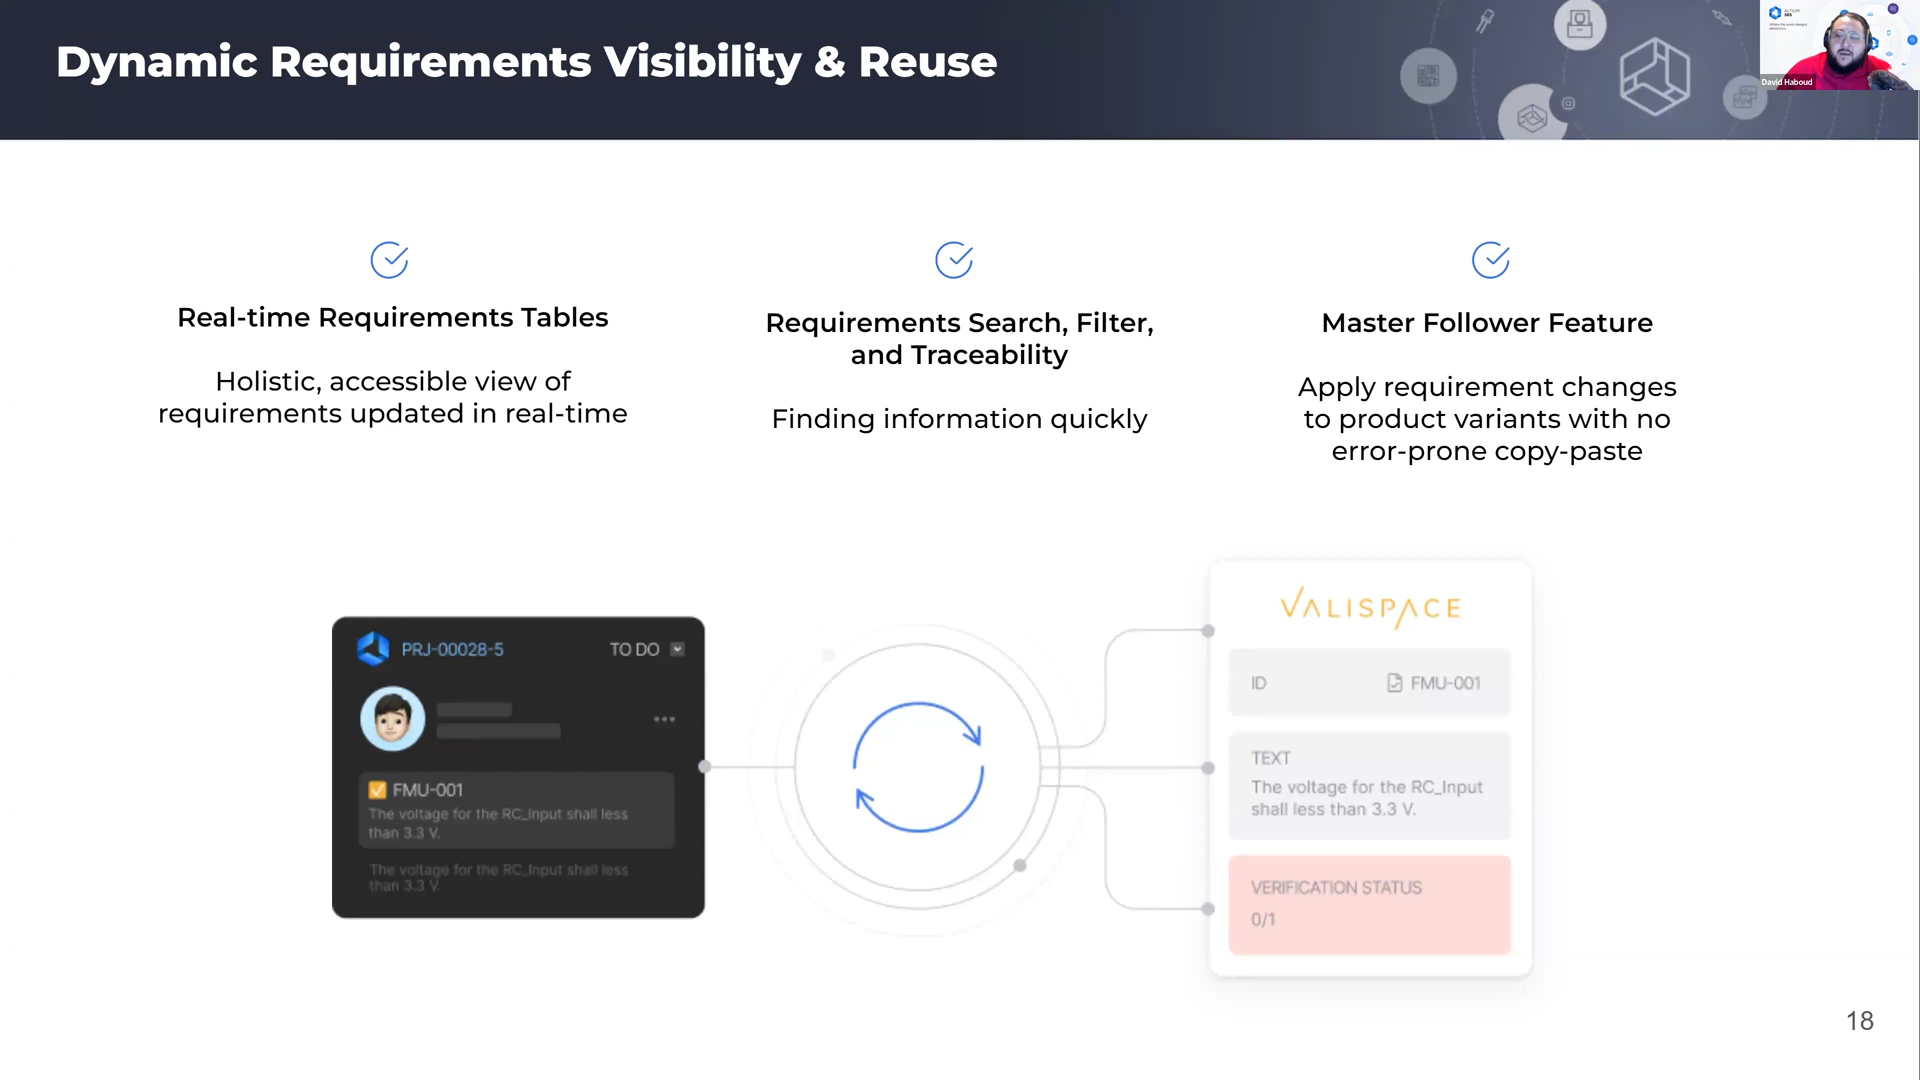 Dynamic Requirements Visibility & Reuse
ALTIUM
365
David Haboud
Real-time Requirements Tables
Holistic, accessible view of
requirements updated in real-time
Requirements Search, Filter,
and Traceability
Finding information quickly
Master Follower Feature
Apply requirement changes
to product variants with no
error-prone copy-paste
PRJ-00028-5
TO DO
FMU-001
The voltage for the RC_Input shall less
than 3.3 V.
The voltage for the RC_Input shall less
than 3.3 V.
VALISPACE
ID
FMU-001
TEXT
The voltage for the RC_Input
shall less than 3.3 V.
VERIFICATION STATUS
0/1
18